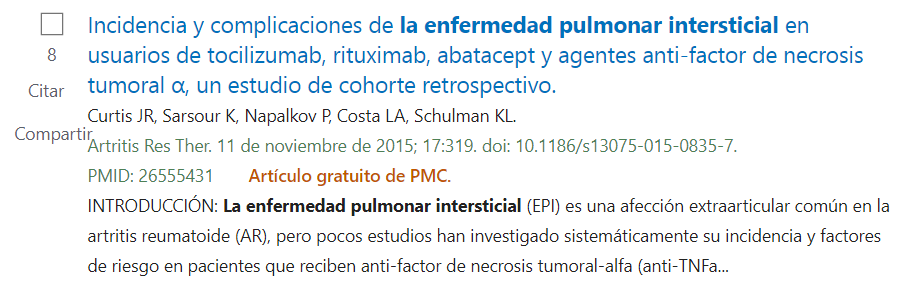 Incidencia y complicaciones de la enfermedad pulmonar intersticial en
8
usuarios de tocilizumab, rituximab, abatacept y agentes anti-factor de necrosis
tumoral α, un estudio de cohorte retrospectivo.
Citar
Curtis JR, Sarsour K, Napalkov P, Costa LA, Schulman KL.
Compartir
Artritis Res Ther. 11 de noviembre de 2015; 17:319. doi: 10.1186/s13075-015-0835-7.
PMID: 26555431 Artículo gratuito de PMC.
INTRODUCCIÓN: La enfermedad pulmonar intersticial (EPI) es una afección extraarticular común en la
artritis reumatoide (AR), pero pocos estudios han investigado sistemáticamente su incidencia y factores
de riesgo en pacientes que reciben anti-factor de necrosis tumoral-alfa (anti-TNFa...